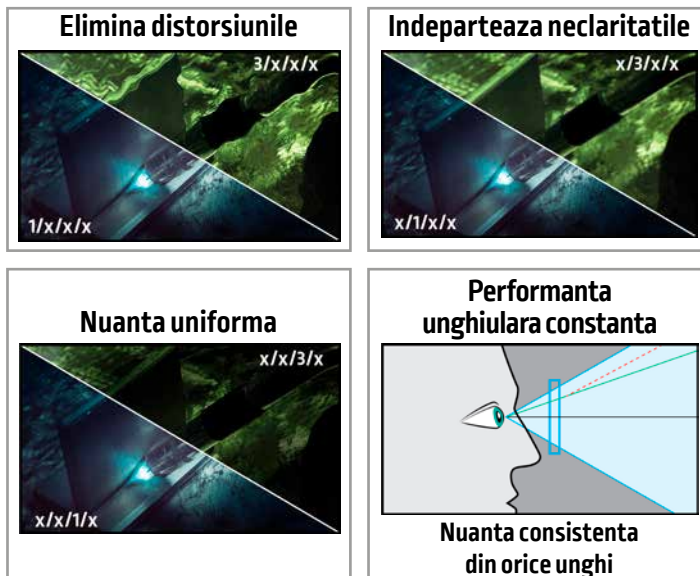 Elimina distorsiunile
3/x/x/x
1/x/x/x
Indeparteaza neclaritatile
x/3/x/x
x/1/x/x
Nuanta uniforma
x/x/3/x
x/x/1/x
Performanta
unghiulara constanta
Nuanta consistenta
din orice unghi